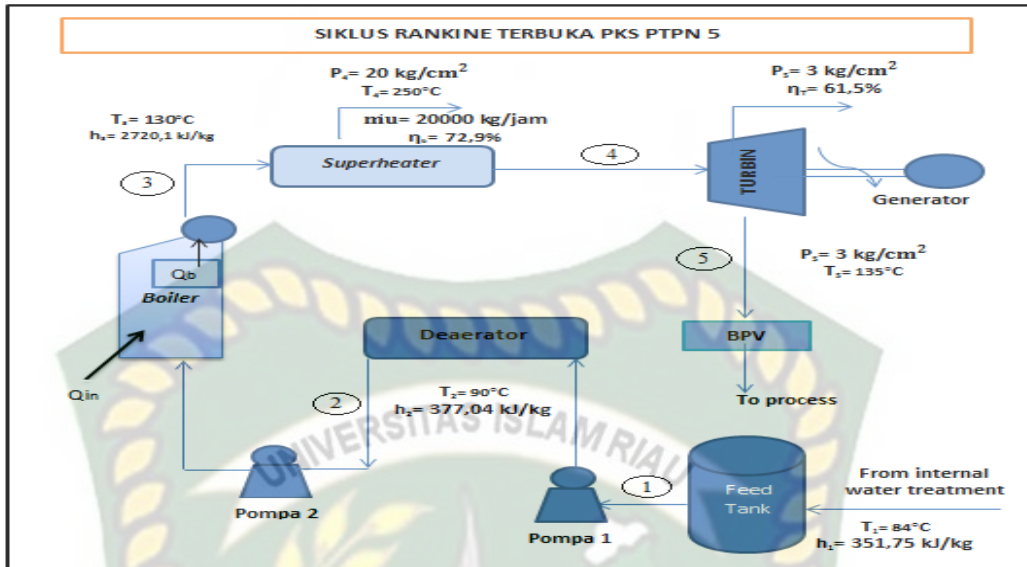 SIKLUS RANKINE TERBUKA PKS PTPN 5
P₄= 20 kg/cm²
T₄= 250°C
miu= 20000 kg/jam
ηₒ= 72,9%
P₅= 3 kg/cm²
η_T= 61,5%
T₃= 130°C
h₃= 2720,1 kJ/kg
Superheater
3
4
TURBIN
Generator
5
P₅= 3 kg/cm²
T₅= 135°C
Qb
Boiler
Qin
Deaerator
BPV
To process
2
T₂= 90°C
h₂= 377,04 kJ/kg
UNIVERSITAS ISLAM RIAU
Pompa 2
Pompa 1
1
Feed
Tank
From internal
water treatment
T₁= 84°C
h₁= 351,75 kJ/kg